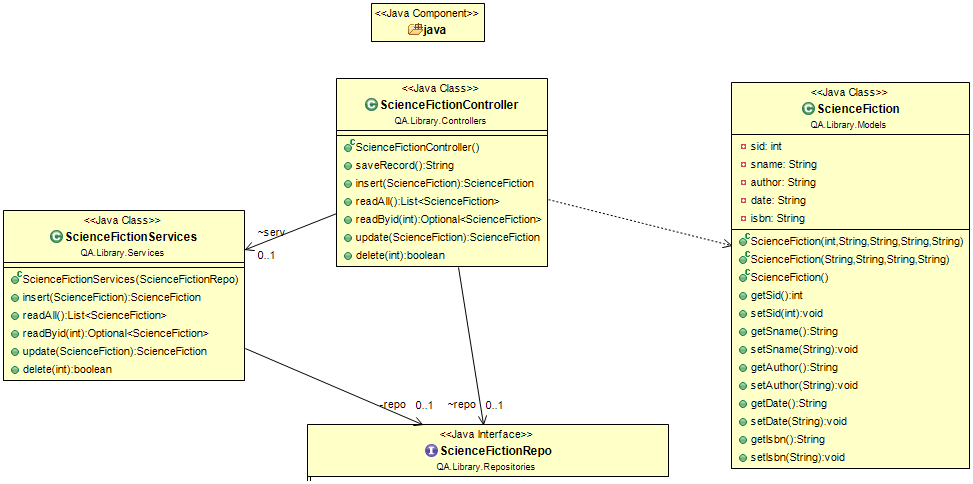 <<Java Component>>
java
<<Java Class>>
ScienceFictionController
QA.Library.Controllers
ScienceFictionController()
saveRecord():String
insert(ScienceFiction):ScienceFiction
readAll():List<ScienceFiction>
readByid(int):Optional<ScienceFiction>
update(ScienceFiction):ScienceFiction
delete(int):boolean
<<Java Class>>
ScienceFiction
QA.Library.Models
sid: int
sname: String
author: String
date: String
isbn: String
ScienceFiction(int,String,String,String,String)
ScienceFiction(String,String,String,String)
ScienceFiction()
getSid():int
setSid(int):void
getSname():String
setSname(String):void
getAuthor():String
setAuthor(String):void
getDate():String
setDate(String):void
getIsbn():String
setIsbn(String):void
<<Java Class>>
ScienceFictionServices
QA.Library.Services
ScienceFictionServices(ScienceFictionRepo)
insert(ScienceFiction):ScienceFiction
readAll():List<ScienceFiction>
readByid(int):Optional<ScienceFiction>
update(ScienceFiction):ScienceFiction
delete(int):boolean
~serv
0..1
~repo 0..1
~repo 0..1
<<Java Interface>>
ScienceFictionRepo
QA.Library.Repositories